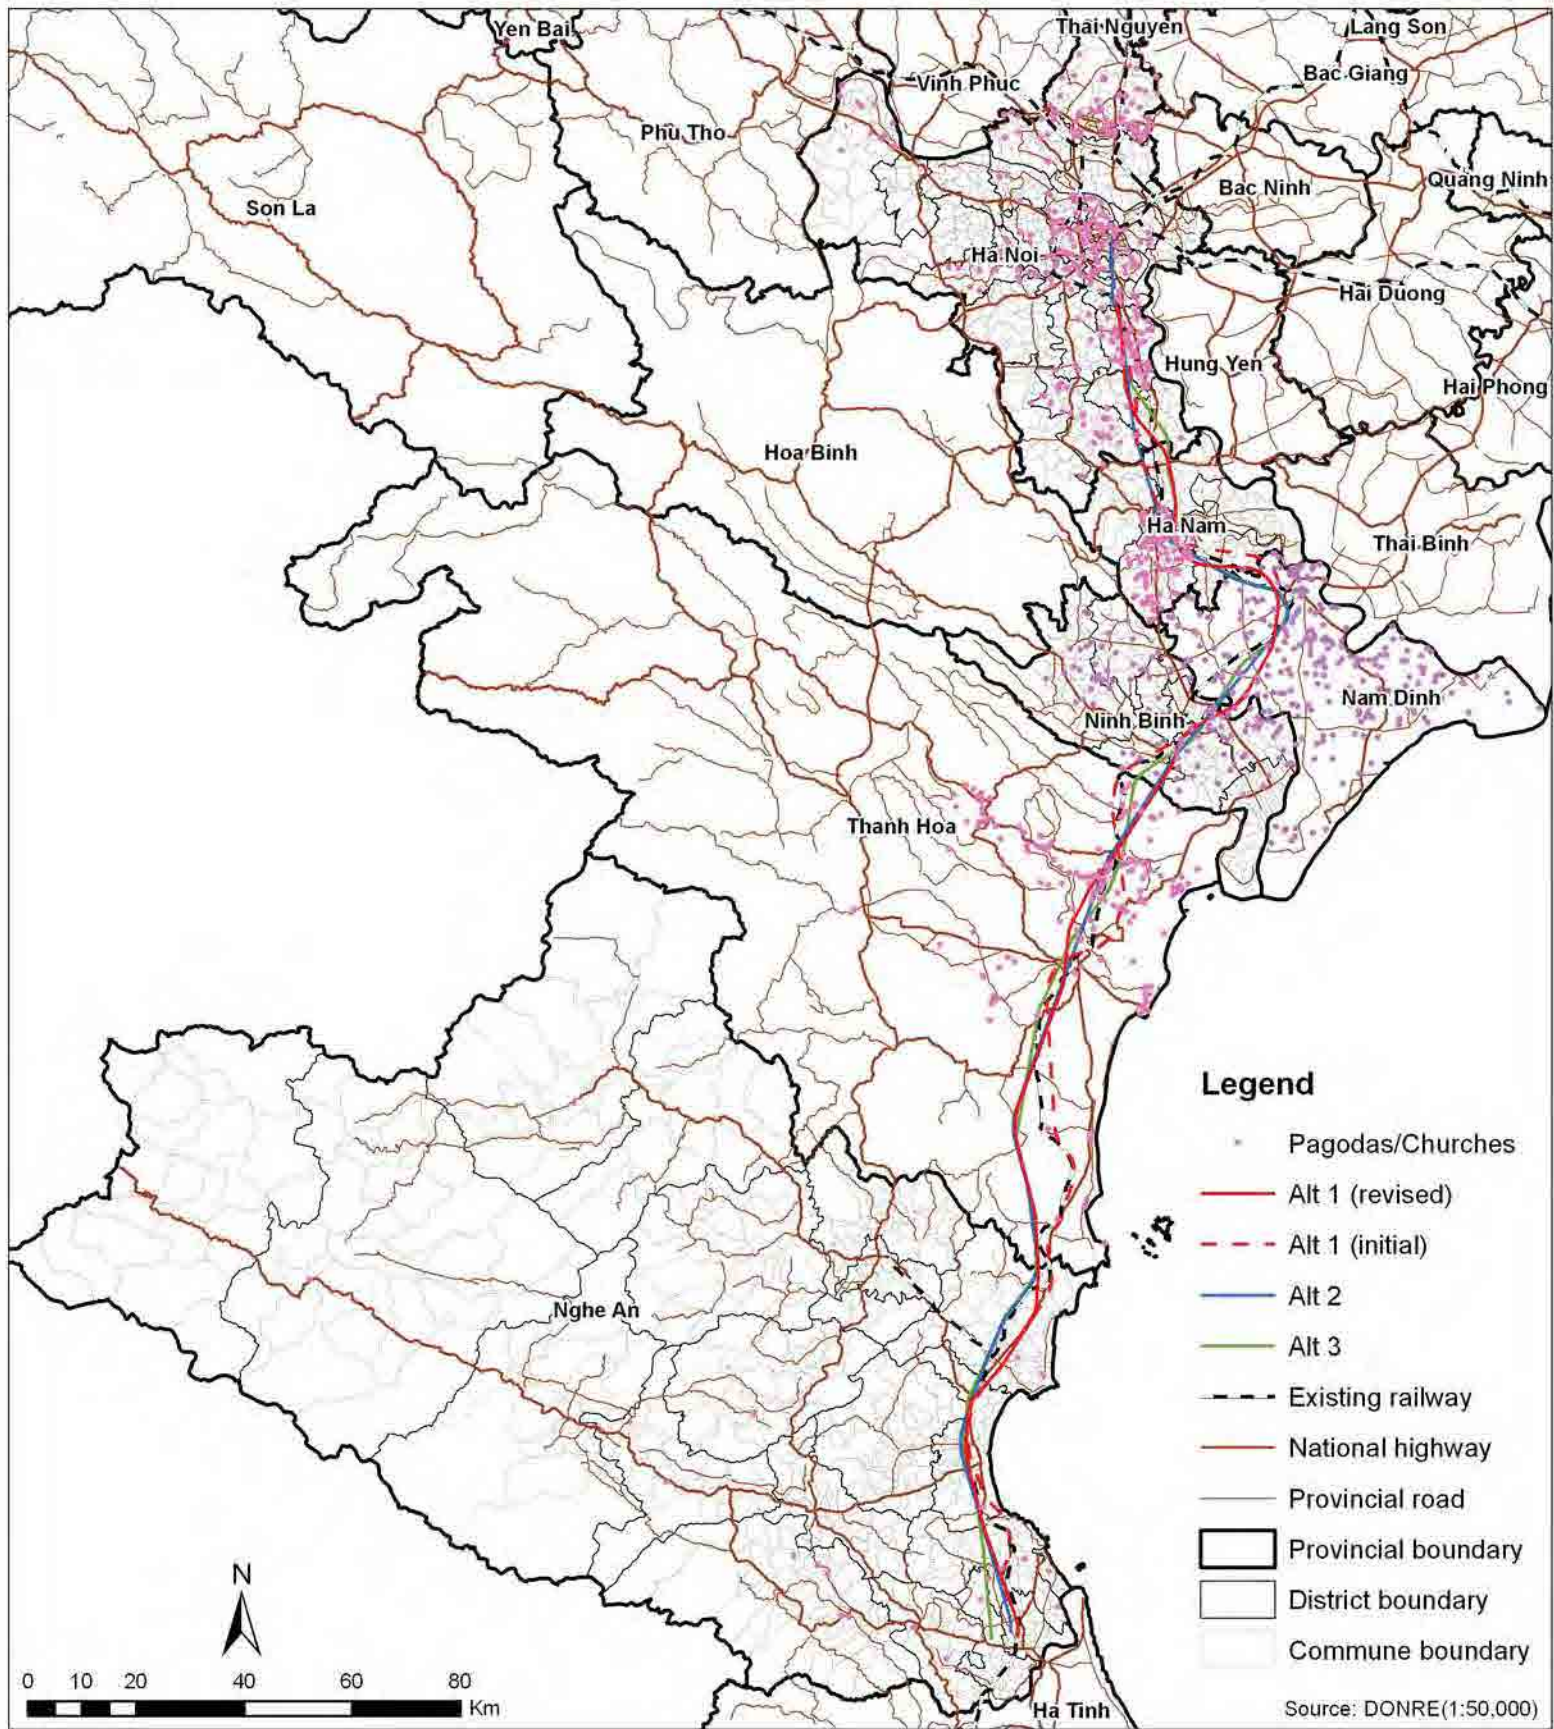 Yen Bai
Thai Nguyen
Lang Son
Vinh Phuc
Bac Giang
Phu Tho
Son La
Bac Ninh
Quang Ninh
Ha Noi
Hai Duong
Hung Yen
Hai Phong
Hoa Binh
Ha Nam
Thai Binh
Nam Dinh
Ninh Binh
Thanh Hoa
Nghe An
Ha Tinh
Legend
Pagodas/Churches
Alt 1 (revised)
Alt 1 (initial)
Alt 2
Alt 3
Existing railway
National highway
Provincial road
Provincial boundary
District boundary
Commune boundary
N
0 10 20 40 60 80
Km
Source: DONRE(1:50.000)